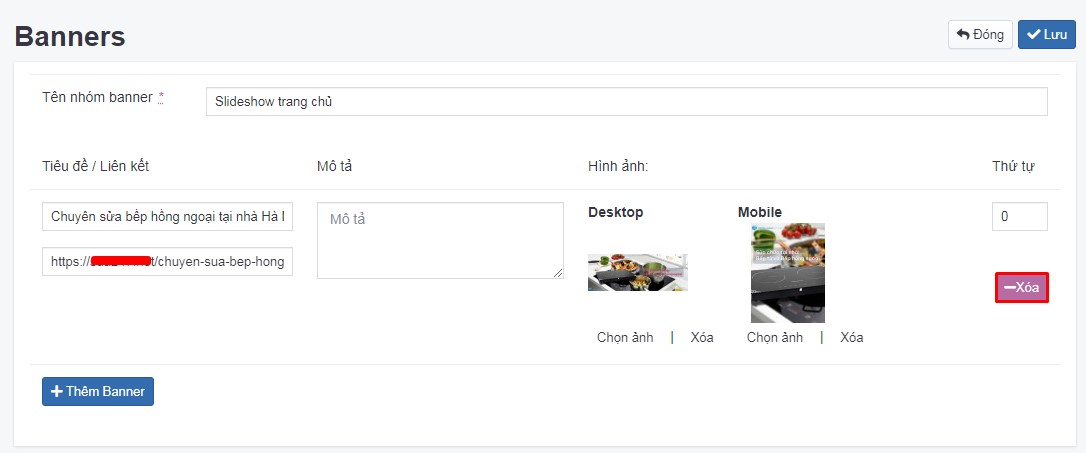 Banners
Đóng
Lưu
Tên nhóm banner *
Slideshow trang chủ
Tiêu đề / Liên kết
Mô tả
Hình ảnh:
Thứ tự
Chuyên sửa bếp hồng ngoại tại nhà Hà
Mô tả
Desktop
Mobile
0
https://
t/chuyen-sua-bep-hong
Xóa
Chọn ảnh | Xóa
Chọn ảnh | Xóa
Thêm Banner